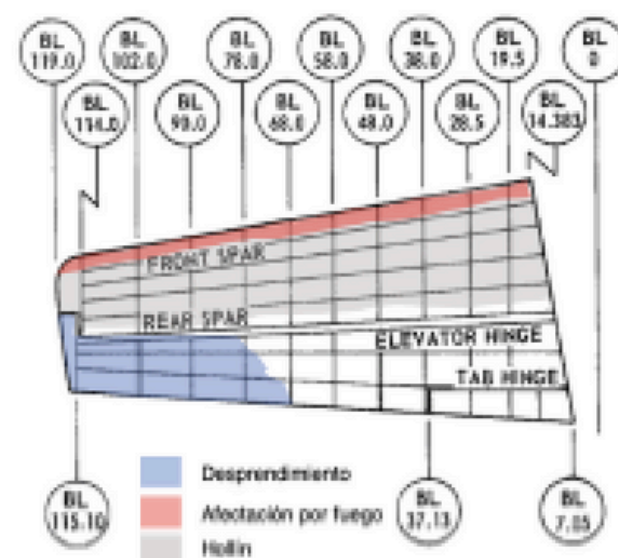 BL 119.0
BL 102.0
BL 78.0
BL 58.0
BL 38.0
BL 19.5
BL 0
BL 114.0
BL 90.0
BL 68.0
BL 48.0
BL 28.5
BL 14.383
FRONT SPAR
REAR SPAR
ELEVATOR HINGE
TAB HINGE
BL 115.10
Desprendimiento
Afectación por fuego
Hollín
BL 37.13
BL